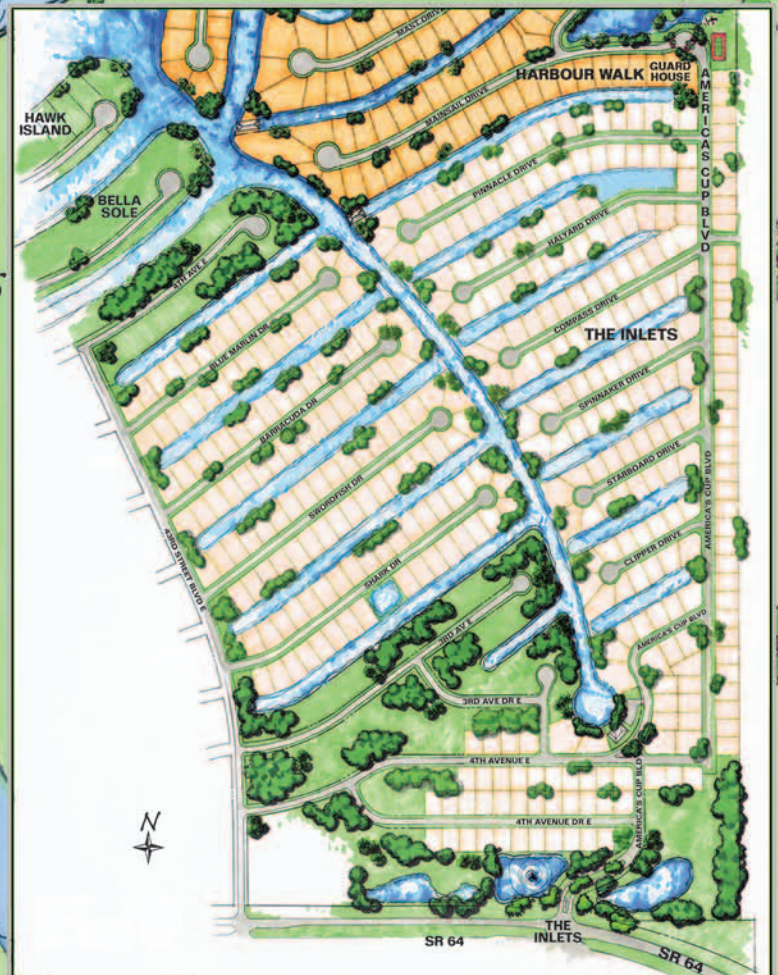 MAST DRIVE
HARBOUR WALK
GUARD
HOUSE
MAINSAIL DRIVE
HAWK
ISLAND
AMERICAS CUP BLVD
PINNACLE DRIVE
BELLA
SOLE
HALYARD DRIVE
4TH AVE E
COMPASS DRIVE
BLUE MARLIN DR
THE INLETS
SPINNAKER DRIVE
BARRACUDA DR
STARBOARD DRIVE
SWORDFISH DR
AMERICA'S CUP BLVD
43RD STREET BLVD E
CLIPPER DRIVE
SHARK DR
AMERICA'S CUP BLVD
3RD AV E
3RD AVE DR E
4TH AVENUE E
AMERICA'S CUP BLD
4TH AVENUE DR E
N
THE
INLETS
SR 64
SR 64